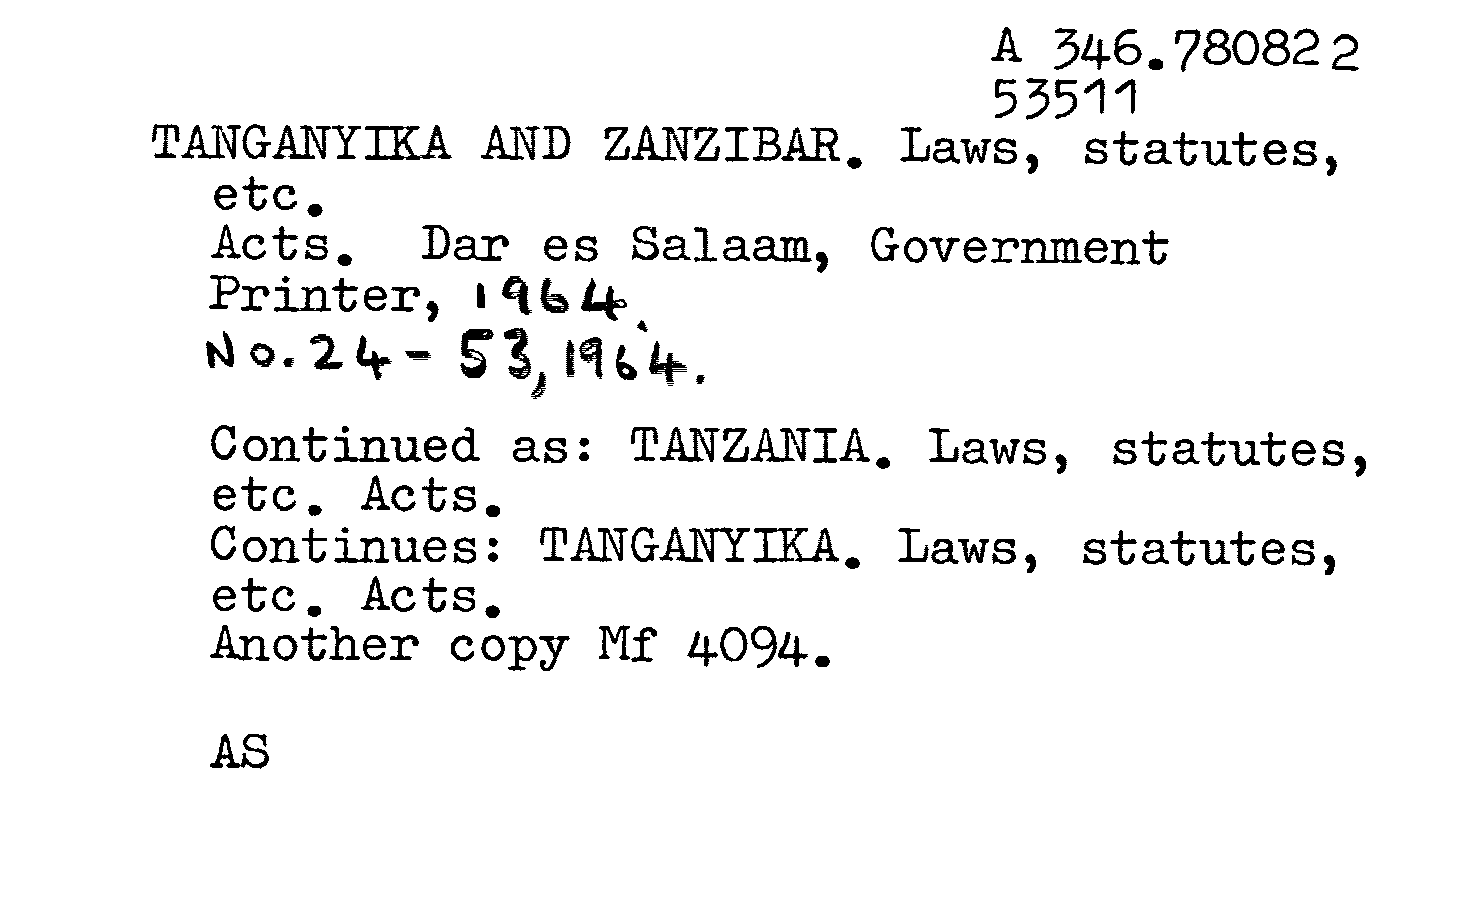 A 346.780822
53511
TANGANYIKA AND ZANZIBAR. Laws, statutes,
etc.
Acts. Dar es Salaam, Government
Printer, 1964.
No.24 - 53, 1964.
Continued as: TANZANIA. Laws, statutes,
etc. Acts.
Continues: TANGANYIKA. Laws, statutes,
etc. Acts.
Another copy Mf 4094.
AS